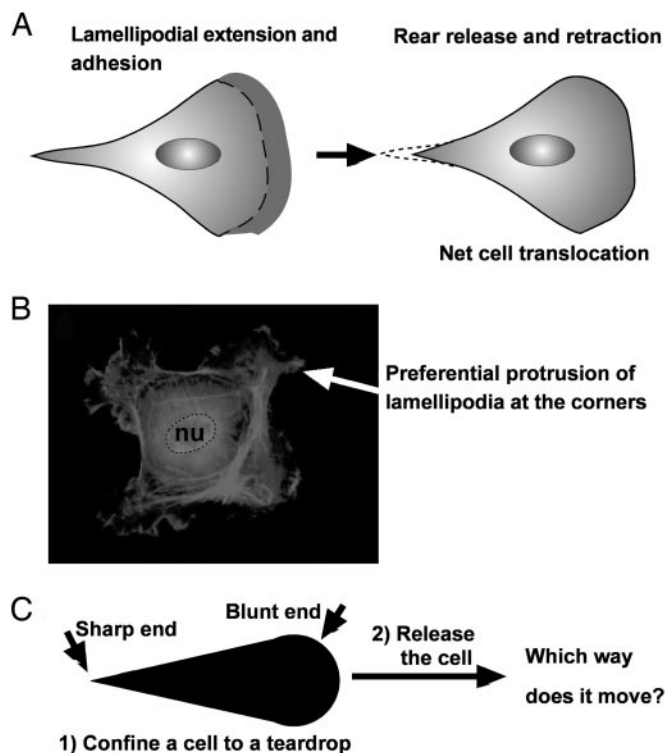 A
Lamellipodial extension and
adhesion
Rear release and retraction
Net cell translocation
B
nu
Preferential protrusion of
lamellipodia at the corners
C
Sharp end
Blunt end
2) Release
the cell
Which way
does it move?
1) Confine a cell to a teardrop